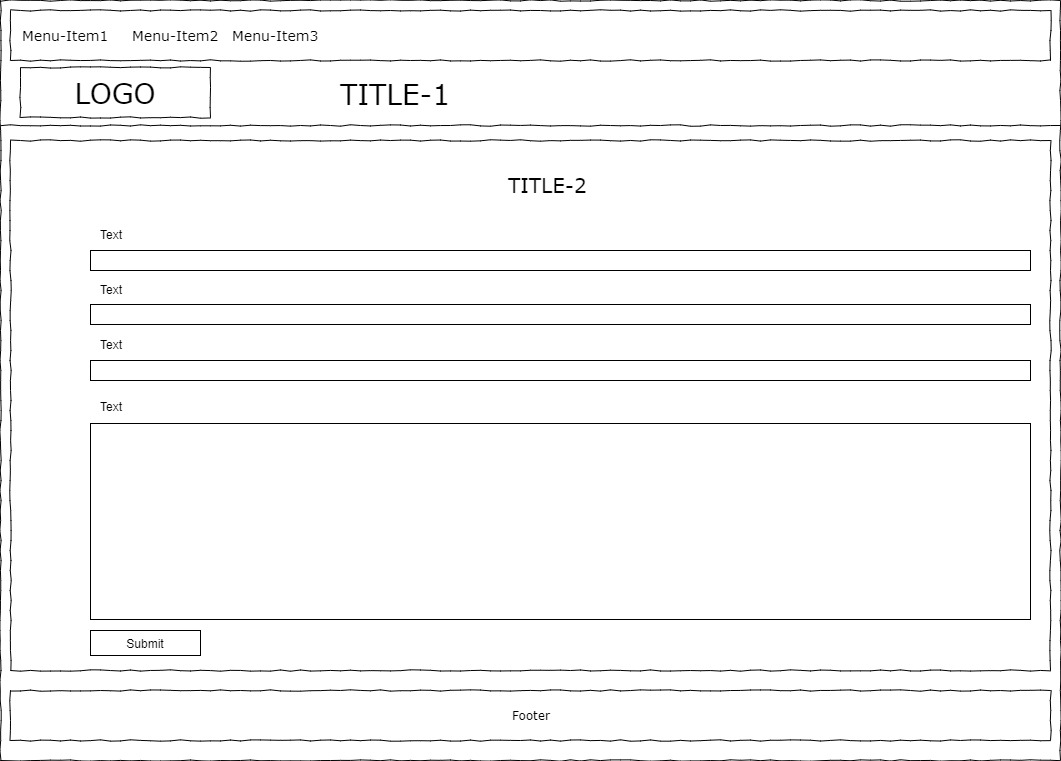 Menu-Item1 Menu-Item2 Menu-Item3
LOGO
TITLE-1
TITLE-2
Text
Text
Text
Text
Submit
Footer